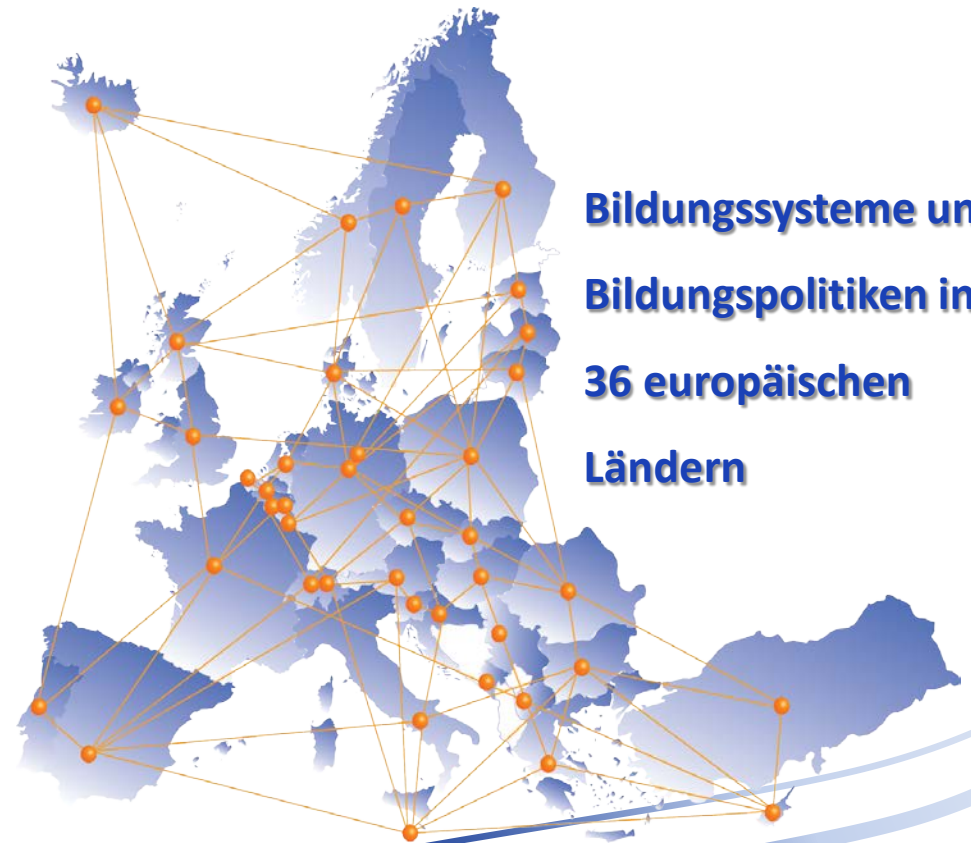 Bildungssysteme un
Bildungspolitiken in
36 europäischen
Ländern